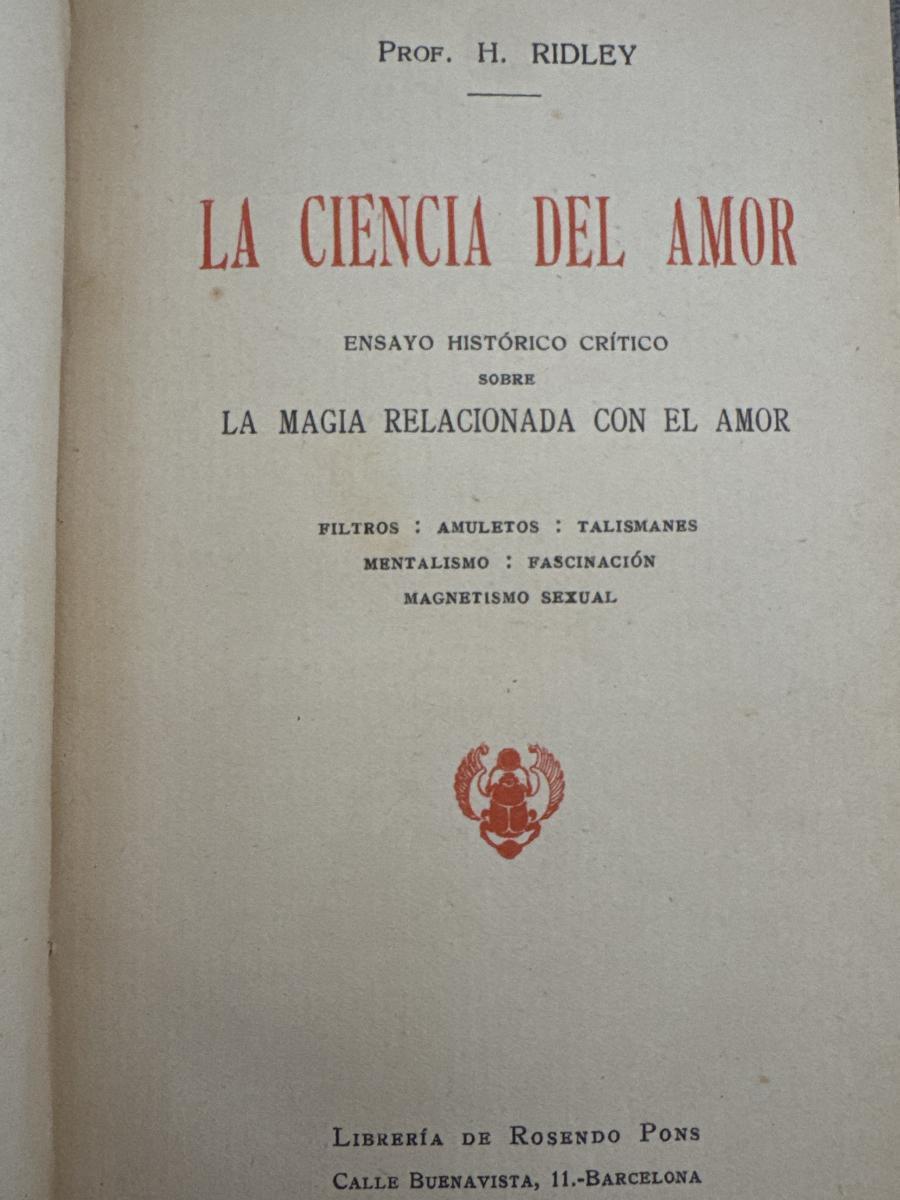 PROF. H. RIDLEY
LA CIENCIA DEL AMOR
ENSAYO HISTÓRICO CRÍTICO
SOBRE
LA MAGIA RELACIONADA CON EL AMOR
FILTROS : AMULETOS : TALISMANES
MENTALISMO : FASCINACIÓN
MAGNETISMO SEXUAL
LIBRERÍA DE ROSENDO PONS
CALLE BUENAVISTA, 11.-BARCELONA